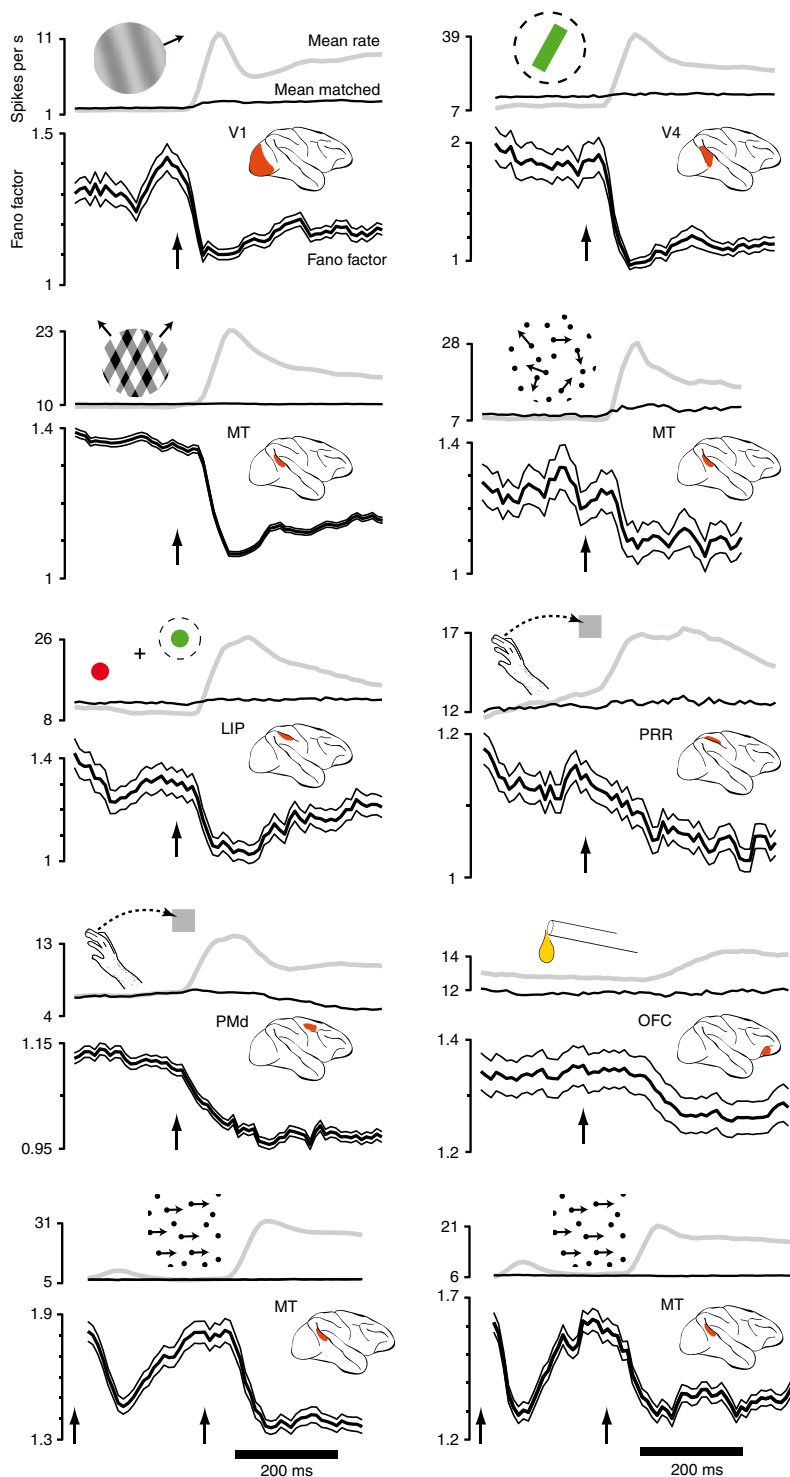 11
Spikes per s
1
Mean rate
Mean matched
1.5
Fano factor
1
V1
Fano factor
39
7
2
1
V4
23
10
1.4
1
MT
28
7
1.4
1
MT
26
8
+
1.4
1
LIP
17
12
1.2
1
PRR
13
4
1.15
0.95
PMd
14
12
1.4
1.2
OFC
31
5
1.9
1.3
MT
200 ms
21
6
1.7
1.2
MT
200 ms